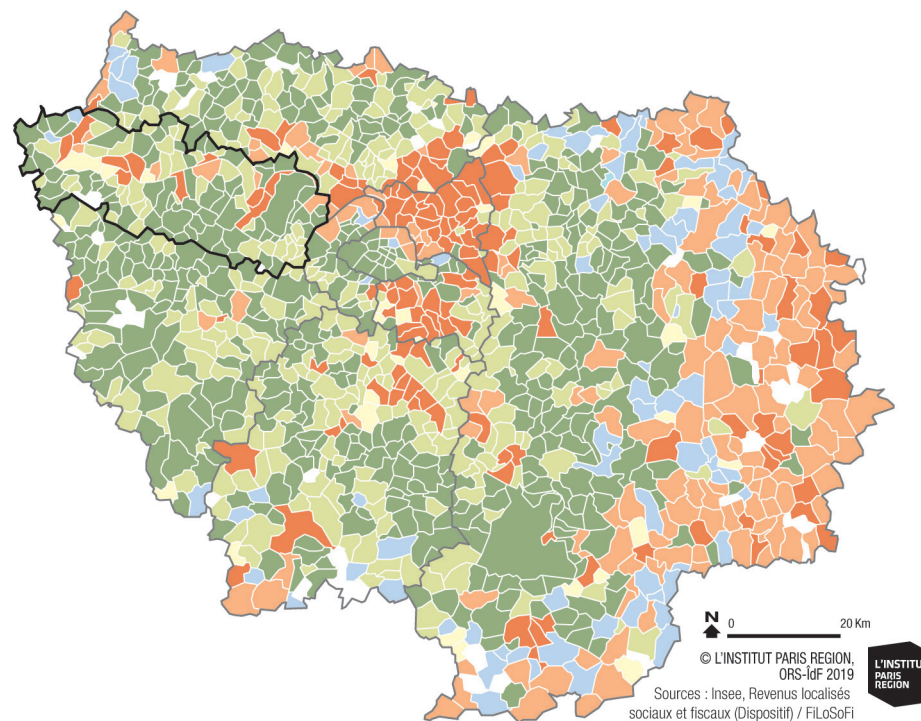 N
0 20 Km
© L'INSTITUT PARIS REGION,
ORS-ÎdF 2019
Sources : Insee, Revenus localisés
sociaux et fiscaux (Dispositif) / FiLoSoFi
L'INSTITUT
PARIS
REGION